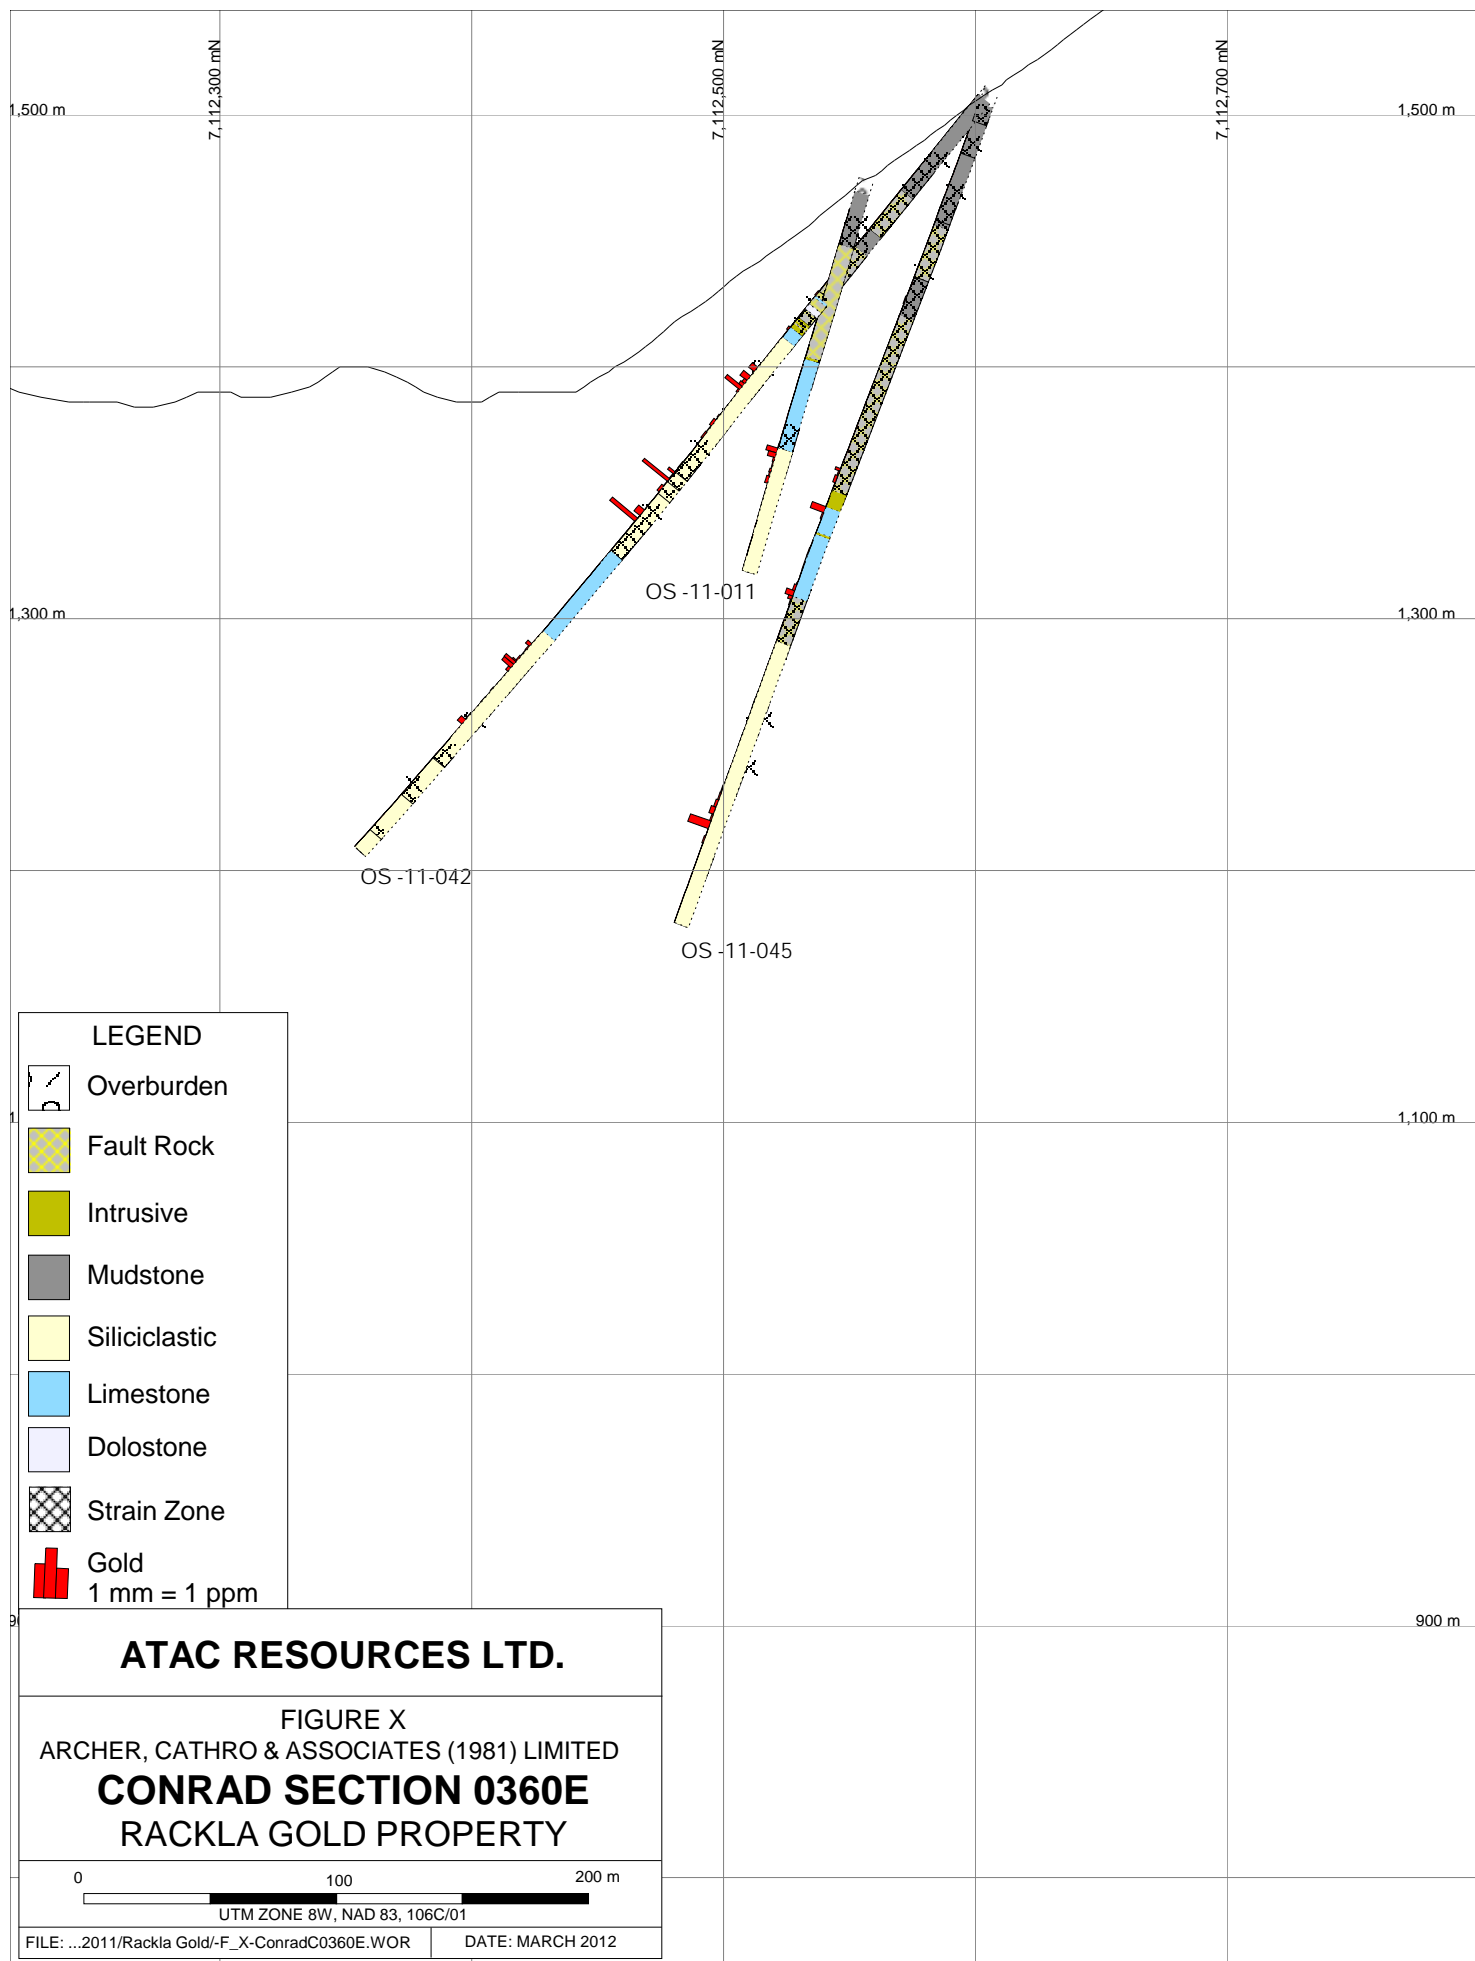 7,112,300 mN
7,112,500 mN
7,112,700 mN
1,500 m
1,500 m
OS -11-011
1,300 m
1,300 m
OS -11-042
OS -11-045
LEGEND
Overburden
1,100 m
Fault Rock
Intrusive
Mudstone
Siliciclastic
Limestone
Dolostone
Strain Zone
Gold
1 mm = 1 ppm
900 m
ATAC RESOURCES LTD.
FIGURE X
ARCHER, CATHRO & ASSOCIATES (1981) LIMITED
CONRAD SECTION 0360E
RACKLA GOLD PROPERTY
0 100 200 m
UTM ZONE 8W, NAD 83, 106C/01
FILE: ...2011/Rackla Gold/-F_X-ConradC0360E.WOR
DATE: MARCH 2012